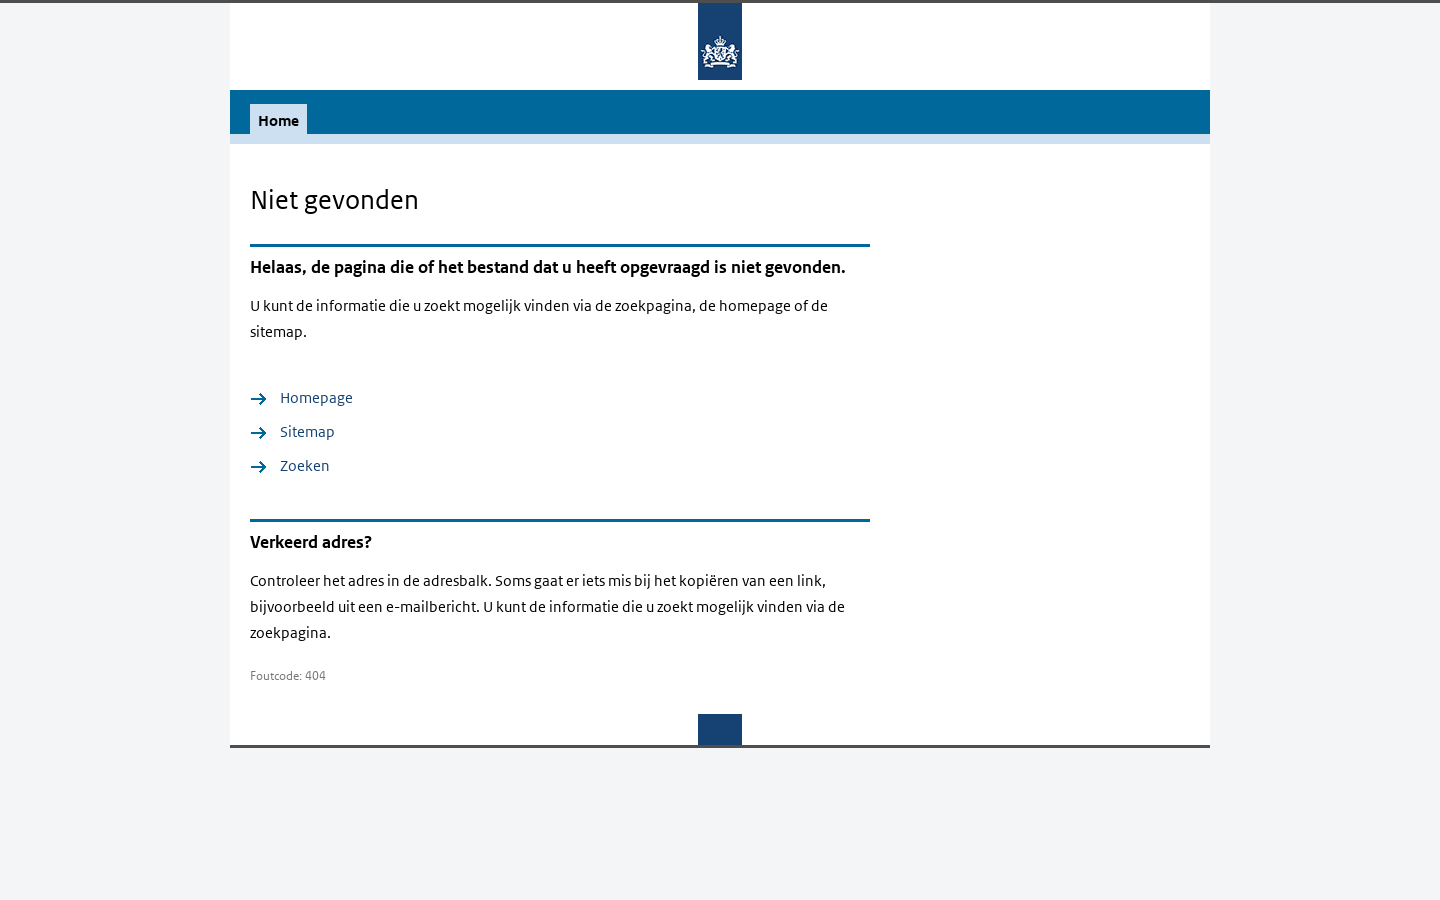 Home
Niet gevonden
Helaas, de pagina die of het bestand dat u heeft opgevraagd is niet gevonden.
U kunt de informatie die u zoekt mogelijk vinden via de zoekpagina, de homepage of de
sitemap.
Homepage
Sitemap
Zoeken
Verkeerd adres?
Controleer het adres in de adresbalk. Soms gaat er iets mis bij het kopiëren van een link,
bijvoorbeeld uit een e-mailbericht. U kunt de informatie die u zoekt mogelijk vinden via de
zoekpagina.
Foutcode: 404